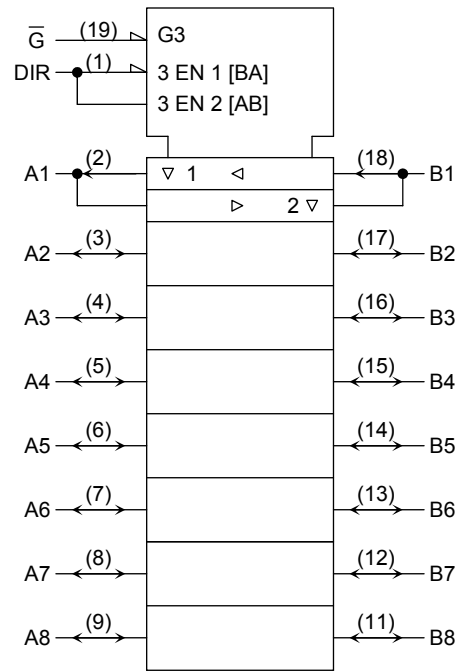 G̅ (19) G3
DIR (1) 3 EN 1 [BA]
3 EN 2 [AB]
A1 (2) ▽ 1 ◁ (18) B1
▷ 2 ▽
A2 (3) (17) B2
A3 (4) (16) B3
A4 (5) (15) B4
A5 (6) (14) B5
A6 (7) (13) B6
A7 (8) (12) B7
A8 (9) (11) B8